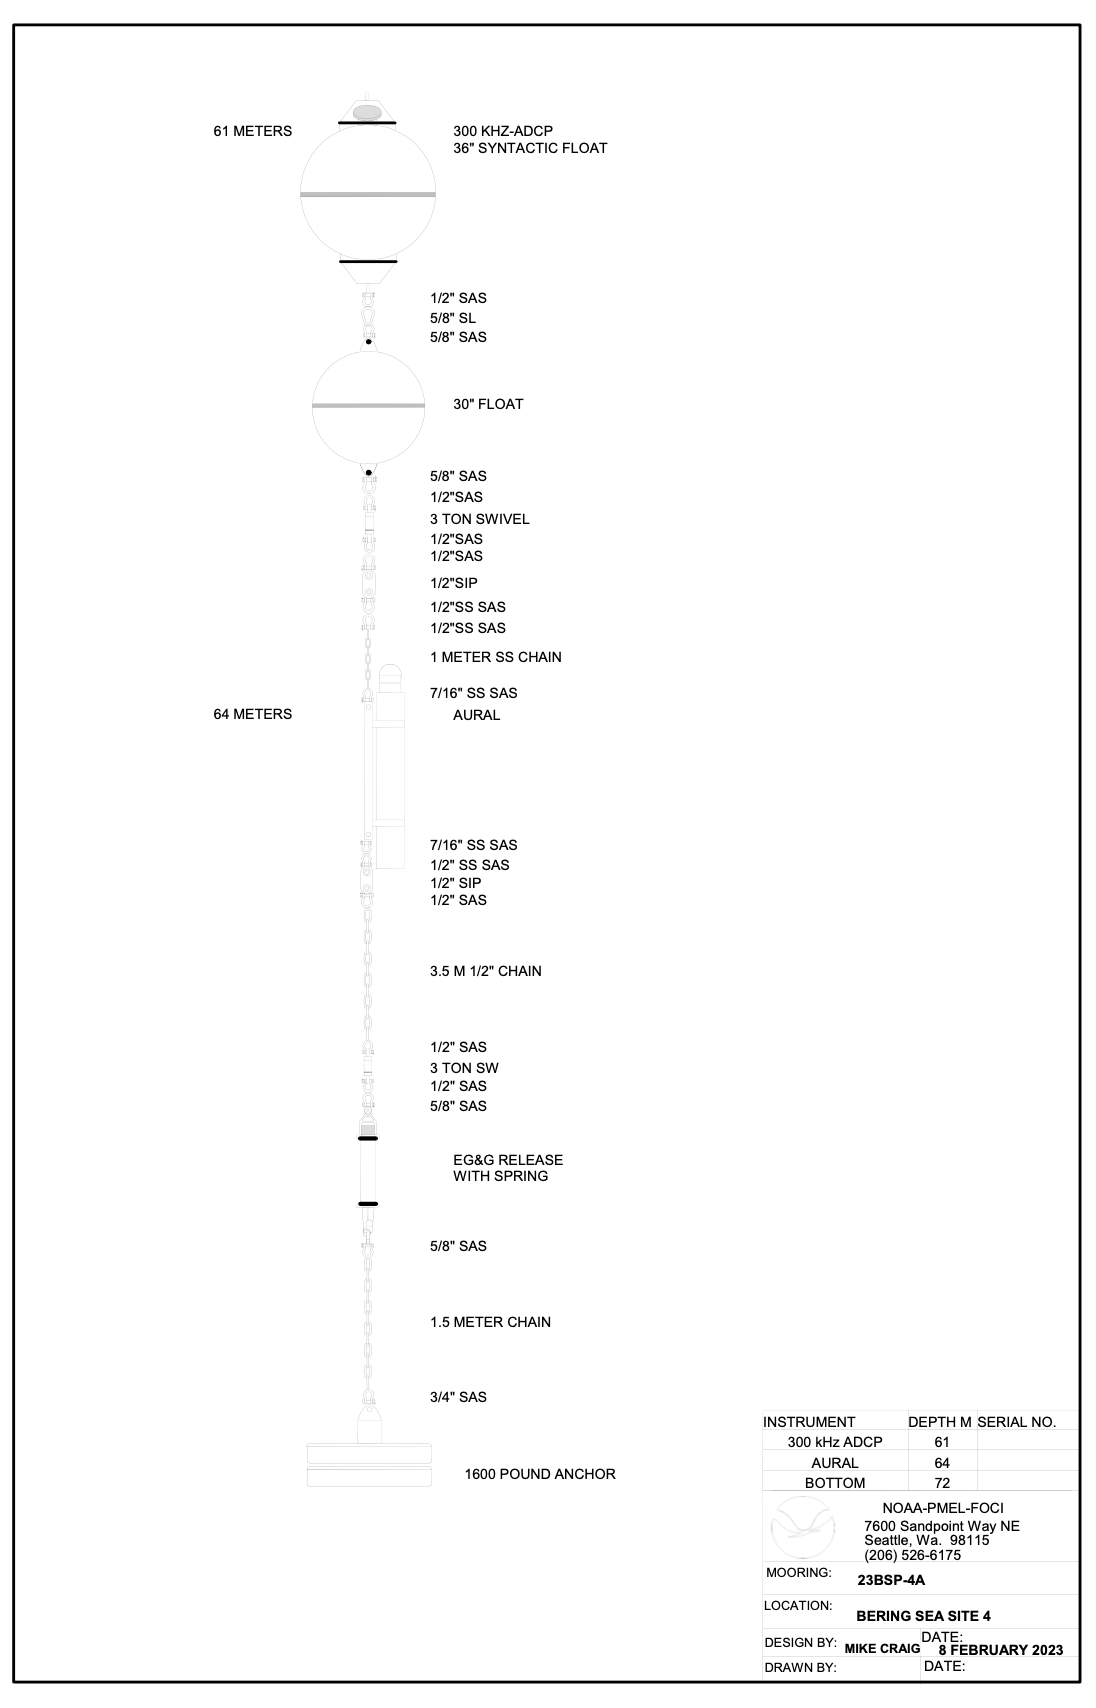 61 METERS
300 KHZ-ADCP
36" SYNTACTIC FLOAT
1/2" SAS
5/8" SL
5/8" SAS
30" FLOAT
5/8" SAS
1/2"SAS
3 TON SWIVEL
1/2"SAS
1/2"SAS
1/2"SIP
1/2"SS SAS
1/2"SS SAS
1 METER SS CHAIN
7/16" SS SAS
64 METERS
AURAL
7/16" SS SAS
1/2" SS SAS
1/2" SIP
1/2" SAS
3.5 M 1/2" CHAIN
1/2" SAS
3 TON SW
1/2" SAS
5/8" SAS
EG&G RELEASE
WITH SPRING
5/8" SAS
1.5 METER CHAIN
3/4" SAS
1600 POUND ANCHOR
INSTRUMENT DEPTH M SERIAL NO.
300 kHz ADCP 61
AURAL 64
BOTTOM 72
NOAA-PMEL-FOCI
7600 Sandpoint Way NE
Seattle, Wa. 98115
(206) 526-6175
MOORING: 23BSP-4A
LOCATION: BERING SEA SITE 4
DESIGN BY: MIKE CRAIG DATE: 8 FEBRUARY 2023
DRAWN BY: DATE: